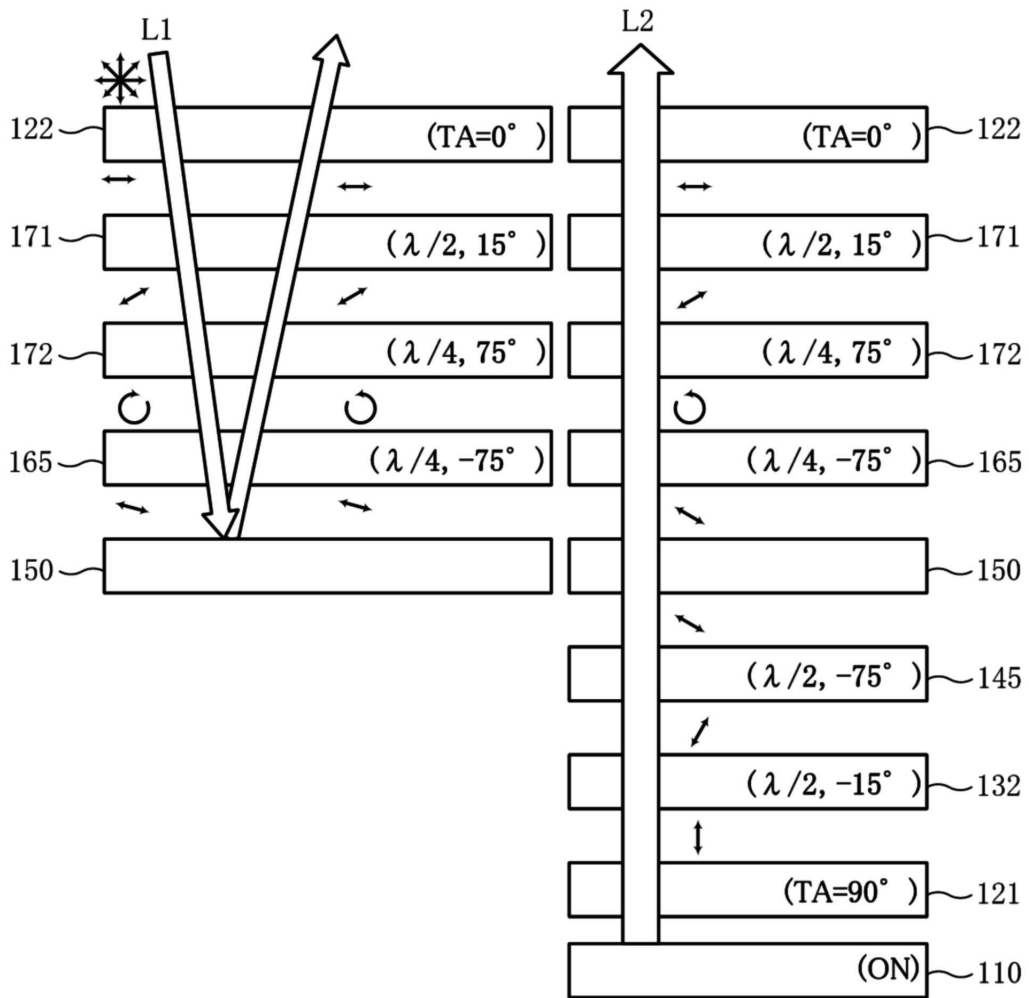 L1 L2
122 (TA=0° ) (TA=0° ) 122
171 (λ/2, 15° ) (λ/2, 15° ) 171
172 (λ/4, 75° ) (λ/4, 75° ) 172
165 (λ/4, -75° ) (λ/4, -75° ) 165
150 150
(λ/2, -75° ) 145
(λ/2, -15° ) 132
(TA=90° ) 121
(ON) 110